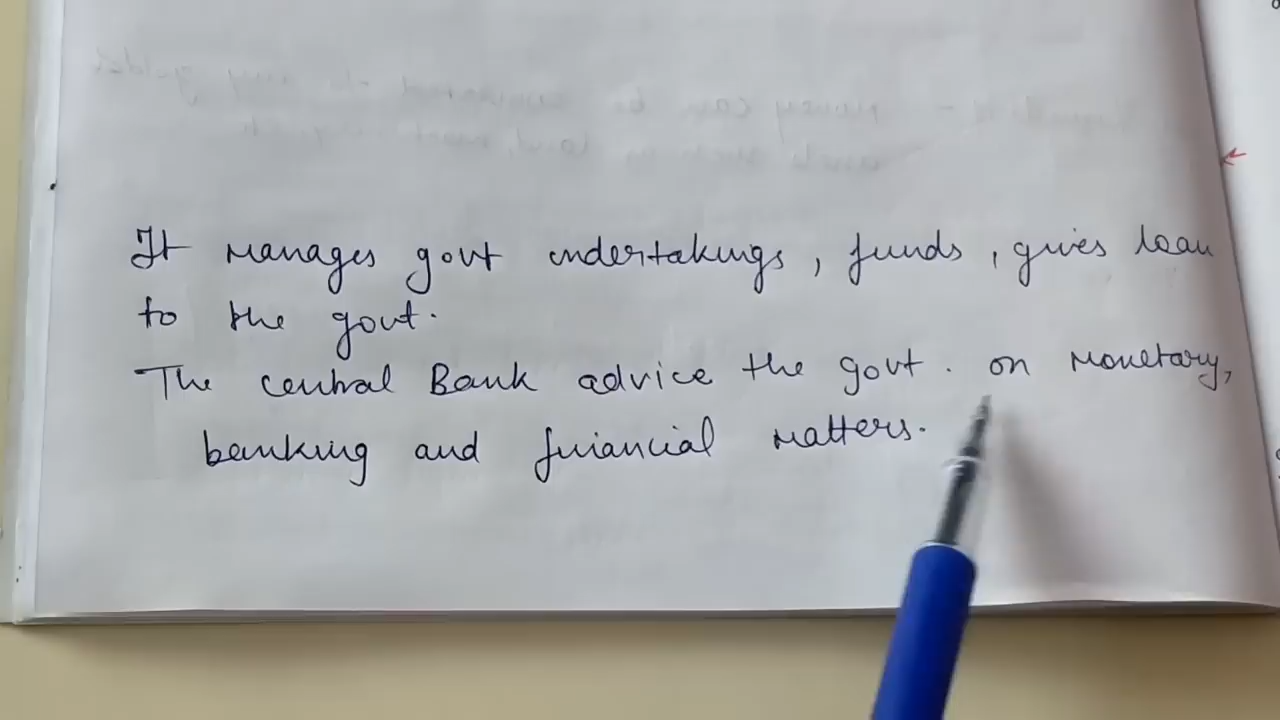 It manages govt undertakings, funds, gives loan
to the govt.
The central Bank advice the govt. on monetary,
banking and financial matters.